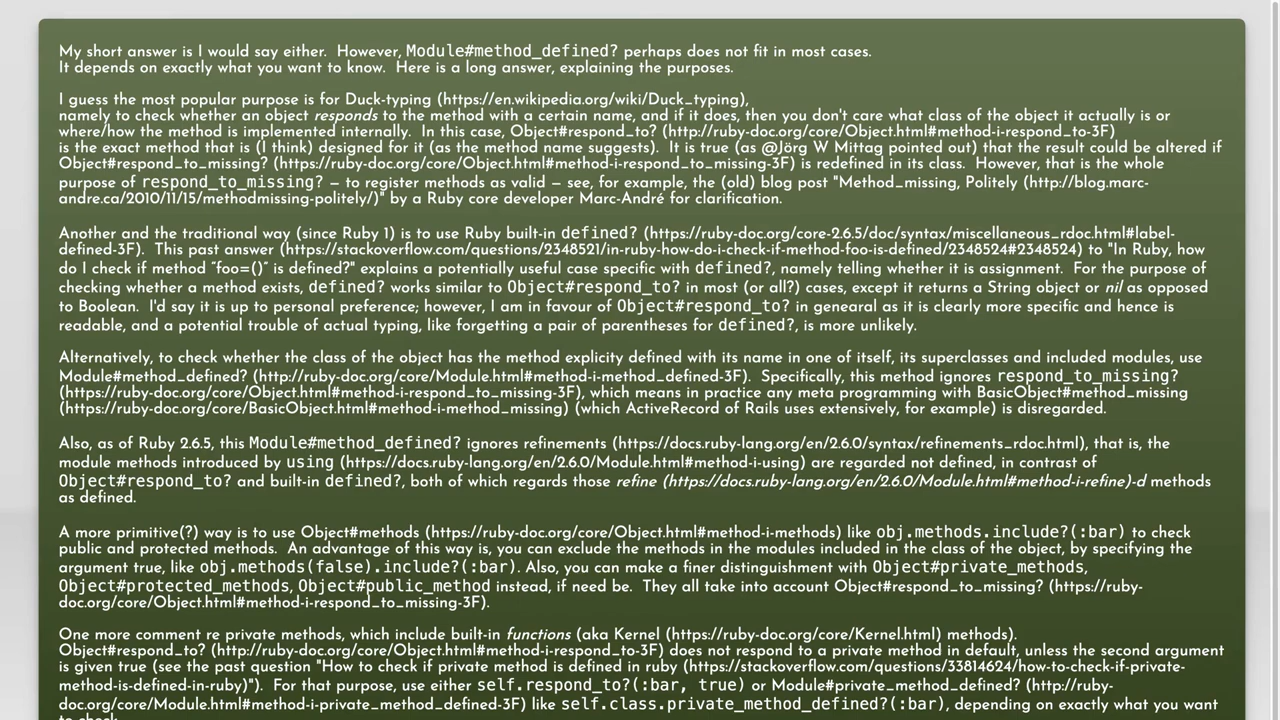 My short answer is I would say either.  However, Module#method_defined? perhaps does not fit in most cases.
It depends on exactly what you want to know.  Here is a long answer, explaining the purposes.
I guess the most popular purpose is for Duck-typing (https://en.wikipedia.org/wiki/Duck_typing),
namely to check whether an object responds to the method with a certain name, and if it does, then you don't care what class of the object it actually is or
where/how the method is implemented internally.  In this case, Object#respond_to? (http://ruby-doc.org/core/Object.html#method-i-respond_to-3F)
is the exact method that is (I think) designed for it (as the method name suggests).  It is true (as @Jörg W Mittag pointed out) that the result could be altered if
Object#respond_to_missing? (https://ruby-doc.org/core/Object.html#method-i-respond_to_missing-3F) is redefined in its class.  However, that is the whole
purpose of respond_to_missing? – to register methods as valid – see, for example, the (old) blog post "Method_missing, Politely (http://blog.marc-
andre.ca/2010/11/15/methodmissing-politely/)" by a Ruby core developer Marc-André for clarification.
Another and the traditional way (since Ruby 1) is to use Ruby built-in defined? (https://ruby-doc.org/core-2.6.5/doc/syntax/miscellaneous_rdoc.html#label-
defined-3F).  This past answer (https://stackoverflow.com/questions/2348521/in-ruby-how-do-i-check-if-method-foo-is-defined/2348524#2348524) to "In Ruby, how
do I check if method “foo=()” is defined?" explains a potentially useful case specific with defined?, namely telling whether it is assignment.  For the purpose of
checking whether a method exists, defined? works similar to Object#respond_to? in most (or all?) cases, except it returns a String object or nil as opposed
to Boolean.  I'd say it is up to personal preference; however, I am in favour of Object#respond_to? in genearal as it is clearly more specific and hence is
readable, and a potential trouble of actual typing, like forgetting a pair of parentheses for defined?, is more unlikely.
Alternatively, to check whether the class of the object has the method explicity defined with its name in one of itself, its superclasses and included modules, use
Module#method_defined? (http://ruby-doc.org/core/Module.html#method-i-method_defined-3F).  Specifically, this method ignores respond_to_missing?
(https://ruby-doc.org/core/Object.html#method-i-respond_to_missing-3F), which means in practice any meta programming with BasicObject#method_missing
(https://ruby-doc.org/core/BasicObject.html#method-i-method_missing) (which ActiveRecord of Rails uses extensively, for example) is disregarded.
Also, as of Ruby 2.6.5, this Module#method_defined? ignores refinements (https://docs.ruby-lang.org/en/2.6.0/syntax/refinements_rdoc.html), that is, the
module methods introduced by using (https://docs.ruby-lang.org/en/2.6.0/Module.html#method-i-using) are regarded not defined, in contrast of
Object#respond_to? and built-in defined?, both of which regards those refine (https://docs.ruby-lang.org/en/2.6.0/Module.html#method-i-refine)-d methods
as defined.
A more primitive(?) way is to use Object#methods (https://ruby-doc.org/core/Object.html#method-i-methods) like obj.methods.include?(:bar) to check
public and protected methods.  An advantage of this way is, you can exclude the methods in the modules included in the class of the object, by specifying the
argument true, like obj.methods(false).include?(:bar). Also, you can make a finer distinguishment with Object#private_methods,
Object#protected_methods, Object#public_method instead, if need be.  They all take into account Object#respond_to_missing? (https://ruby-
doc.org/core/Object.html#method-i-respond_to_missing-3F).
One more comment re private methods, which include built-in functions (aka Kernel (https://ruby-doc.org/core/Kernel.html) methods).
Object#respond_to? (http://ruby-doc.org/core/Object.html#method-i-respond_to-3F) does not respond to a private method in default, unless the second argument
is given true (see the past question "How to check if private method is defined in ruby (https://stackoverflow.com/questions/33814624/how-to-check-if-private-
method-is-defined-in-ruby)").  For that purpose, use either self.respond_to?(:bar, true) or Module#private_method_defined? (http://ruby-
doc.org/core/Module.html#method-i-private_method_defined-3F) like self.class.private_method_defined?(:bar), depending on exactly what you want
to check.